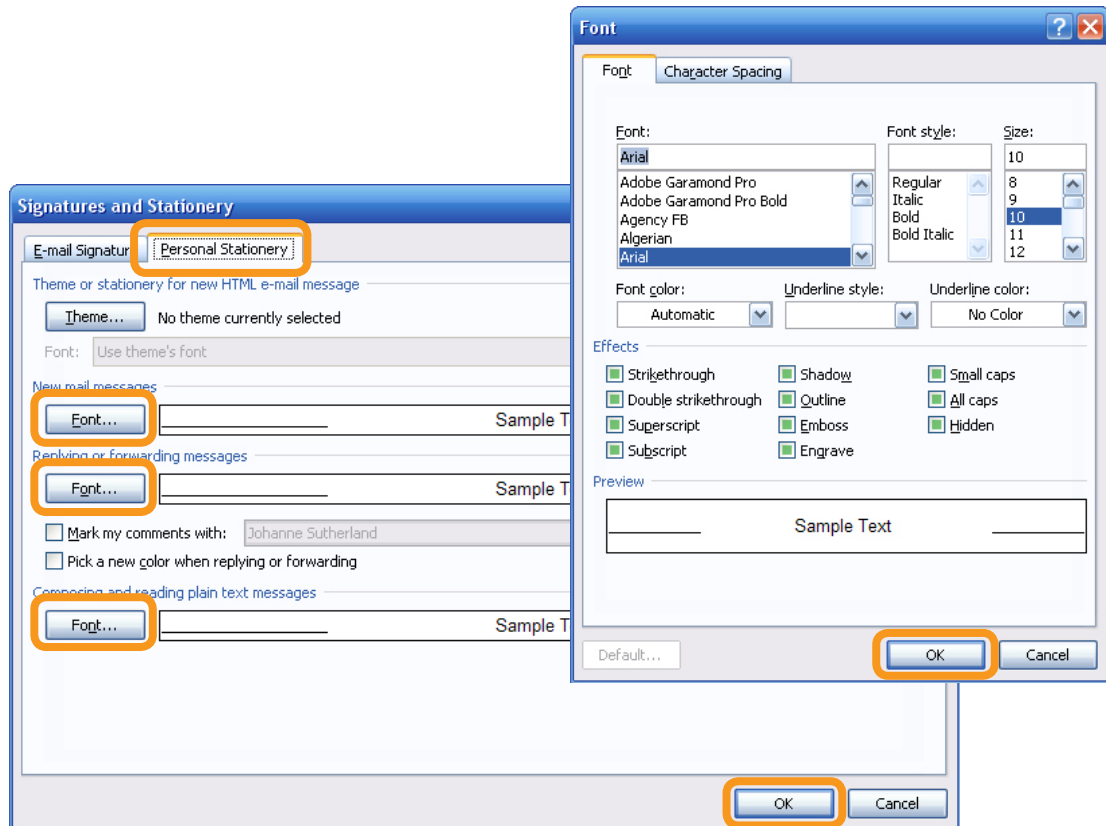 Font
Font
Character Spacing
Font:
Font style:
Size:
Arial
10
Adobe Garamond Pro
Adobe Garamond Pro Bold
Agency FB
Algerian
Arial
Regular
Italic
Bold
Bold Italic
8
9
10
11
12
Font color:
Underline style:
Underline color:
Automatic
No Color
Effects
Strikethrough
Shadow
Small caps
Double strikethrough
Outline
All caps
Superscript
Emboss
Hidden
Subscript
Engrave
Preview
Sample Text
Default...
OK
Cancel
Signatures and Stationery
E-mail Signatur
Personal Stationery
Theme or stationery for new HTML e-mail message
Theme...
No theme currently selected
Font:
Use theme's font
New mail messages
Font...
Sample T
Replying or forwarding messages
Font...
Sample T
Mark my comments with:
Johanne Sutherland
Pick a new color when replying or forwarding
Composing and reading plain text messages
Font...
Sample T
OK
Cancel